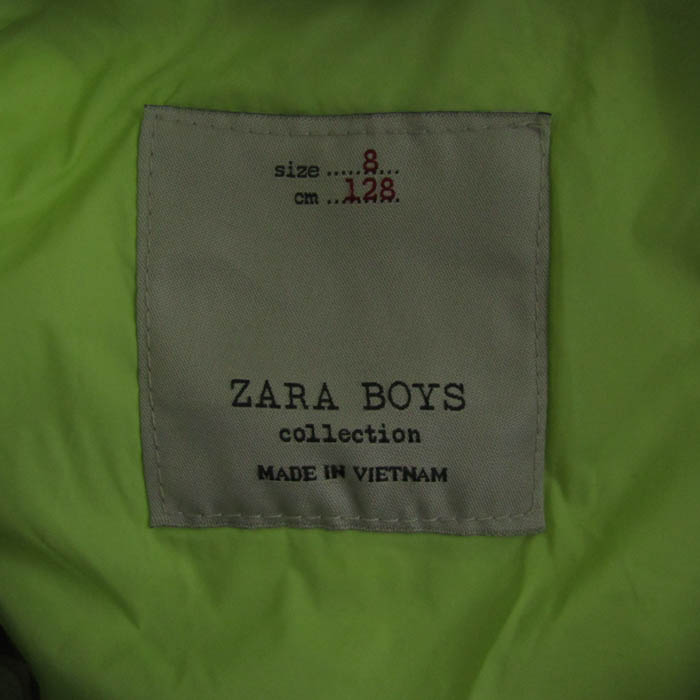 size .....8...
cm ..128
ZARA BOYS
collection
MADE IN VIETNAM